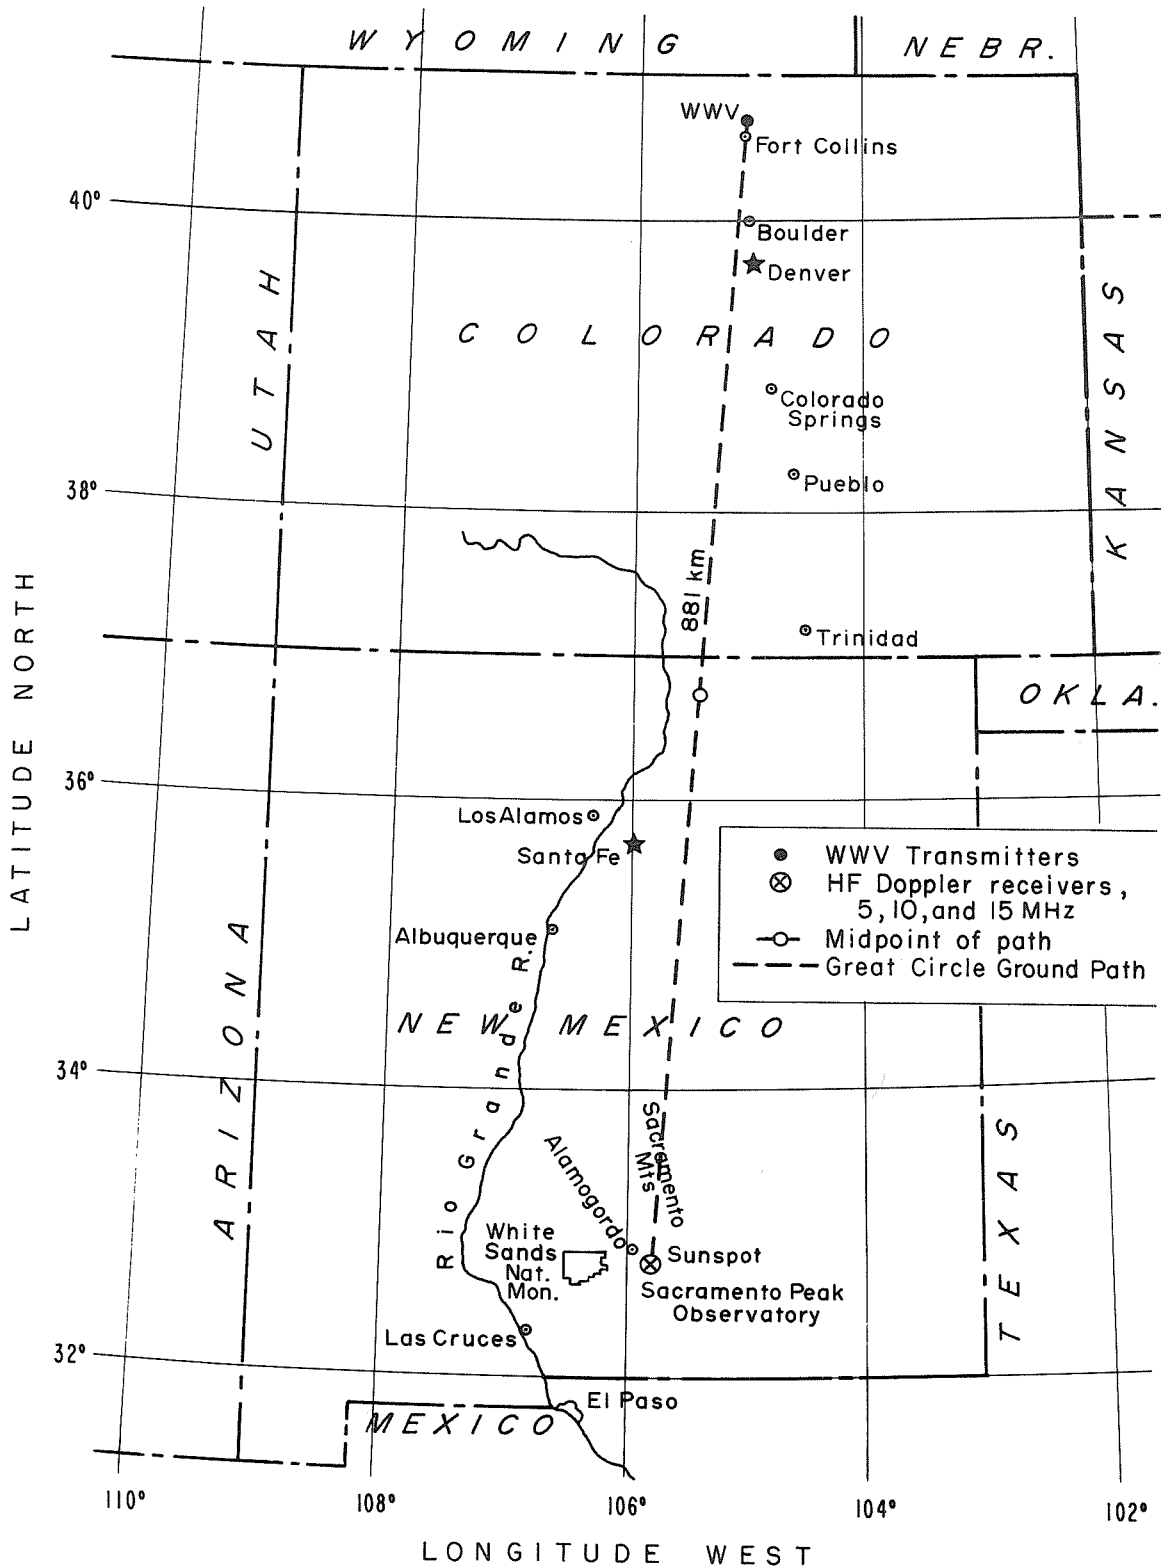 WYOMING
NEBR.
WWV
Fort Collins
40°
Boulder
Denver
UTAH
COLORADO
KANSAS
Colorado
Springs
38°
Pueblo
881 km
Trinidad
OKLA.
LATITUDE NORTH
36°
Los Alamos
Santa Fe
WWV Transmitters
HF Doppler receivers,
5, 10, and 15 MHz
Midpoint of path
Great Circle Ground Path
Albuquerque
Rio Grande R.
ARIZONA
NEW MEXICO
34°
Sacramento
Mts
Alamogordo
TEXAS
White
Sands
Nat.
Mon.
Sunspot
Sacramento Peak
Observatory
Las Cruces
32°
El Paso
MEXICO
110°
108°
106°
104°
102°
LONGITUDE WEST